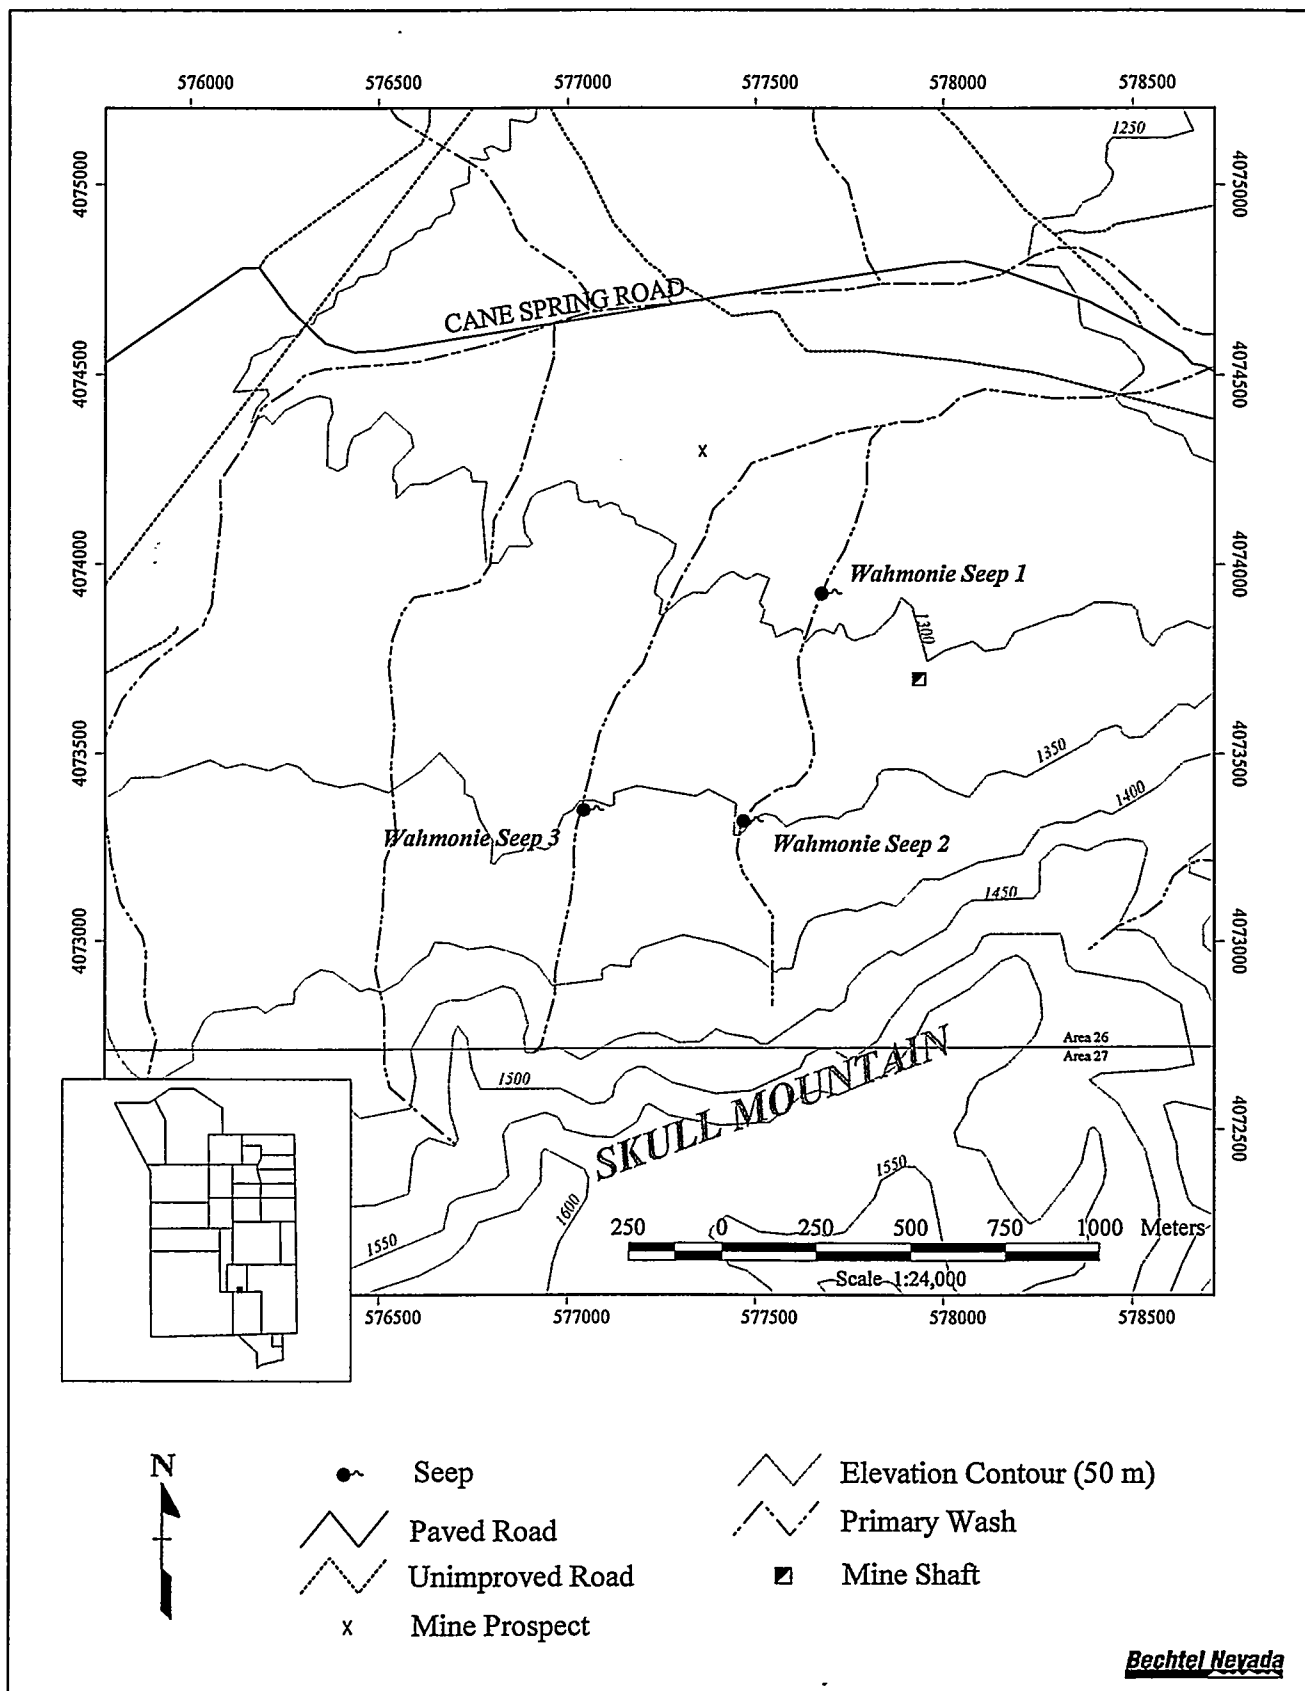 576000 576500 577000 577500 578000 578500
1250
4075000 4075000
CANE SPRING ROAD
4074500 4074500
x
4074000 4074000
Wahmonie Seep 1
1300
4073500 4073500
1350
1400
Wahmonie Seep 3
Wahmonie Seep 2
1450
4073000 4073000
Area 26
Area 27
SKULL MOUNTAIN
1500
4072500
1550
1600
1550
250 0 250 500 750 1,000 Meters
Scale 1:24,000
576500 577000 577500 578000 578500
N
Seep
Elevation Contour (50 m)
Paved Road
Primary Wash
Unimproved Road
Mine Shaft
x Mine Prospect
Bechtel Nevada